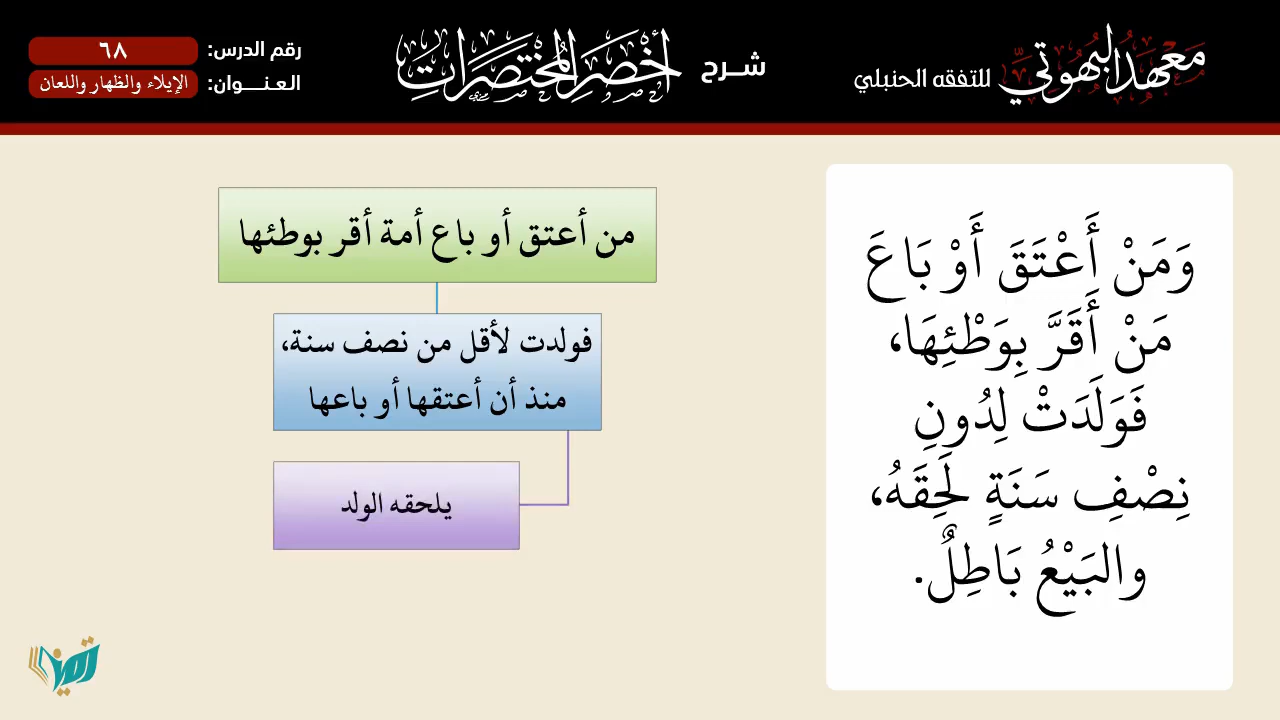 معهد البهوتي
للتفقه الحنبلي
شرح
أخصر المختصرات
رقم الدرس: ٦٨
العنوان: الإيلاء والظهار واللعان
وَمَنْ أَعْتَقَ أَوْ بَاعَ
مَنْ أَقَرَّ بِوَطْئِهَا،
فَوَلَدَتْ لِدُونِ
نِصْفِ سَنَةٍ لَحِقَهُ،
والبَيْعُ بَاطِلٌ.
من أعتق أو باع أمة أقر بوطئها
فولدت لأقل من نصف سنة،
منذ أن أعتقها أو باعها
يلحقه الولد